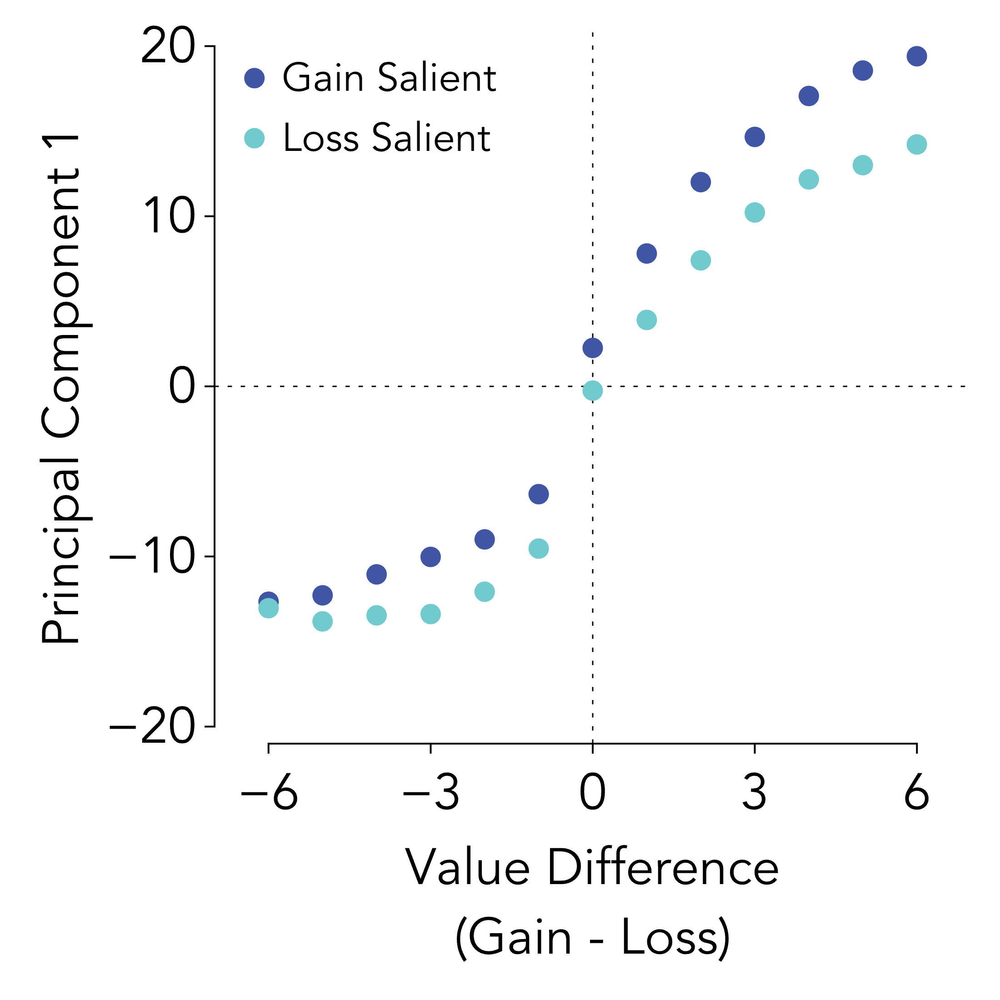 20
10
0
−10
−20
Principal Component 1
Gain Salient
Loss Salient
−6 −3 0 3 6
Value Difference
(Gain - Loss)